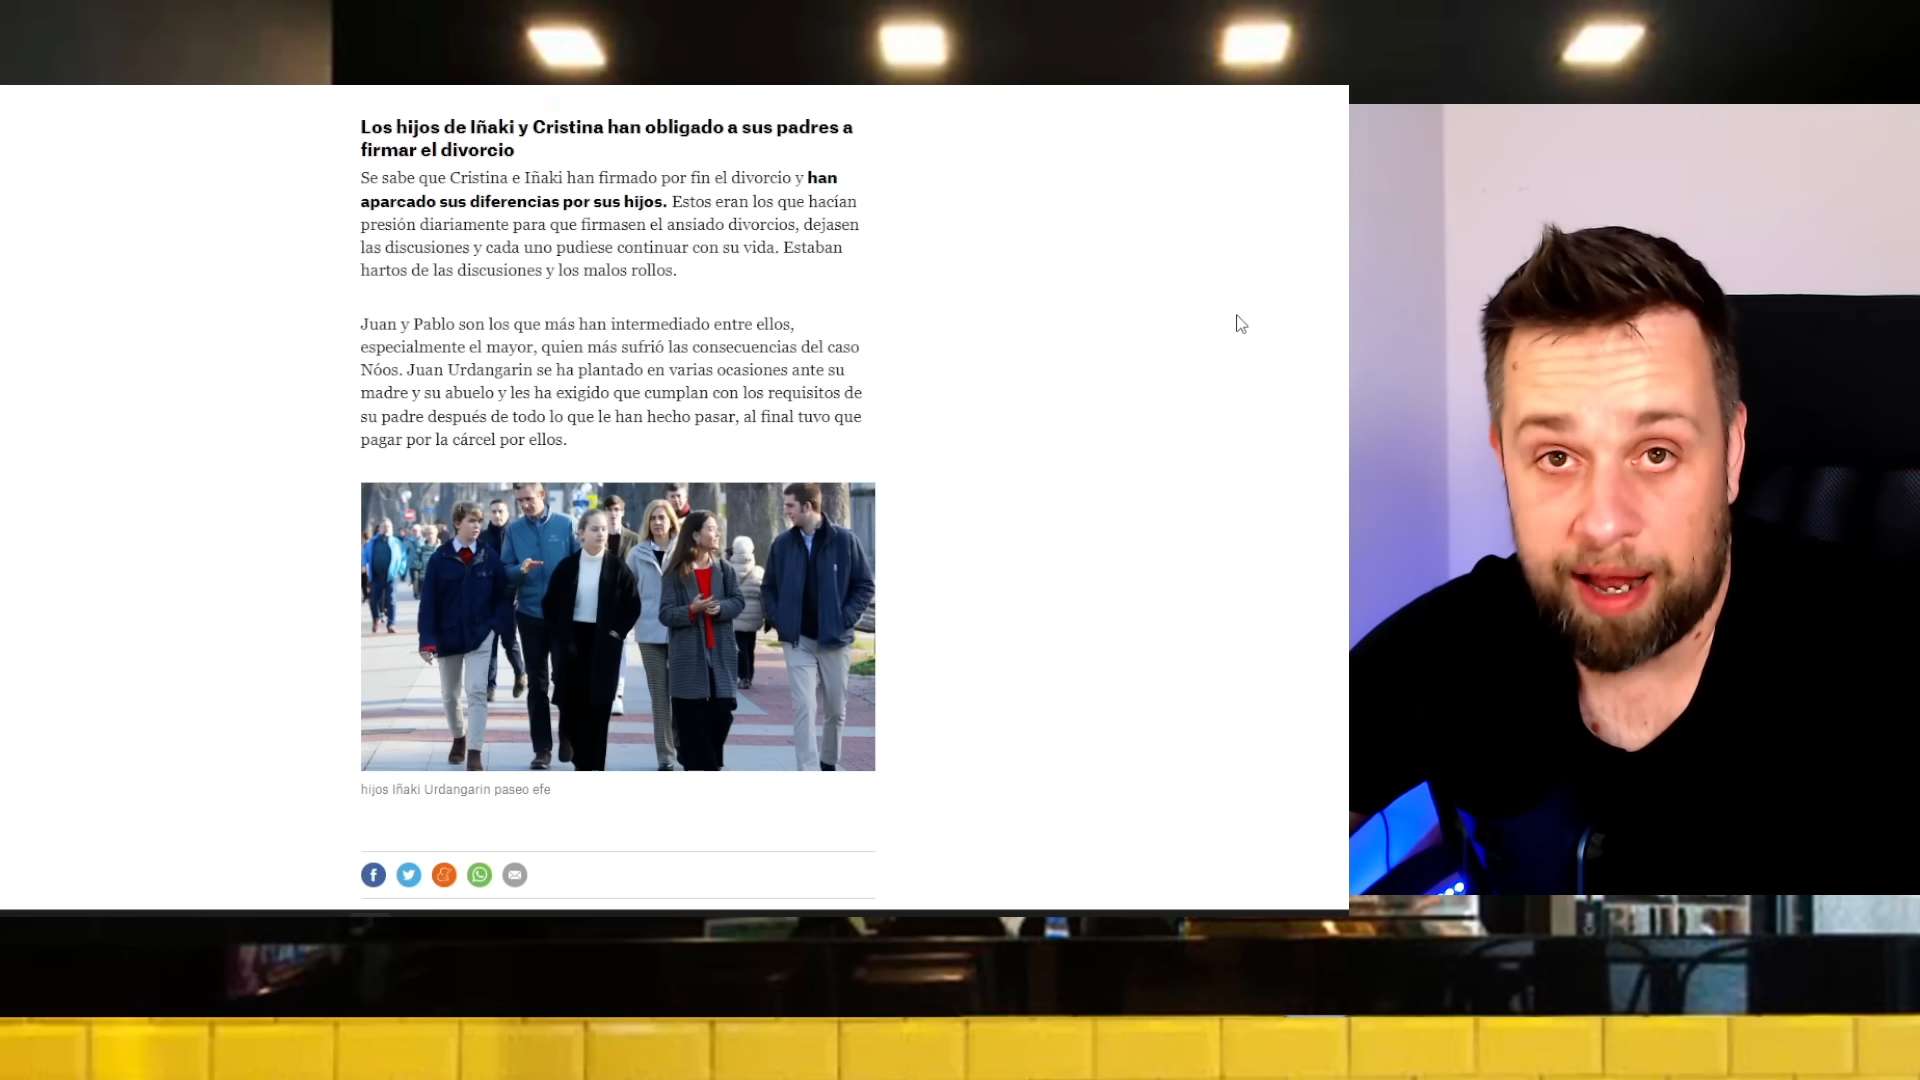 Los hijos de Iñaki y Cristina han obligado a sus padres a
firmar el divorcio
Se sabe que Cristina e Iñaki han firmado por fin el divorcio y han
aparcado sus diferencias por sus hijos. Estos eran los que hacían
presión diariamente para que firmasen el ansiado divorcios, dejasen
las discusiones y cada uno pudiese continuar con su vida. Estaban
hartos de las discusiones y los malos rollos.
Juan y Pablo son los que más han intermediado entre ellos,
especialmente el mayor, quien más sufrió las consecuencias del caso
Nóos. Juan Urdangarin se ha plantado en varias ocasiones ante su
madre y su abuelo y les ha exigido que cumplan con los requisitos de
su padre después de todo lo que le han hecho pasar, al final tuvo que
pagar por la cárcel por ellos.
hijos Iñaki Urdangarin paseo efe